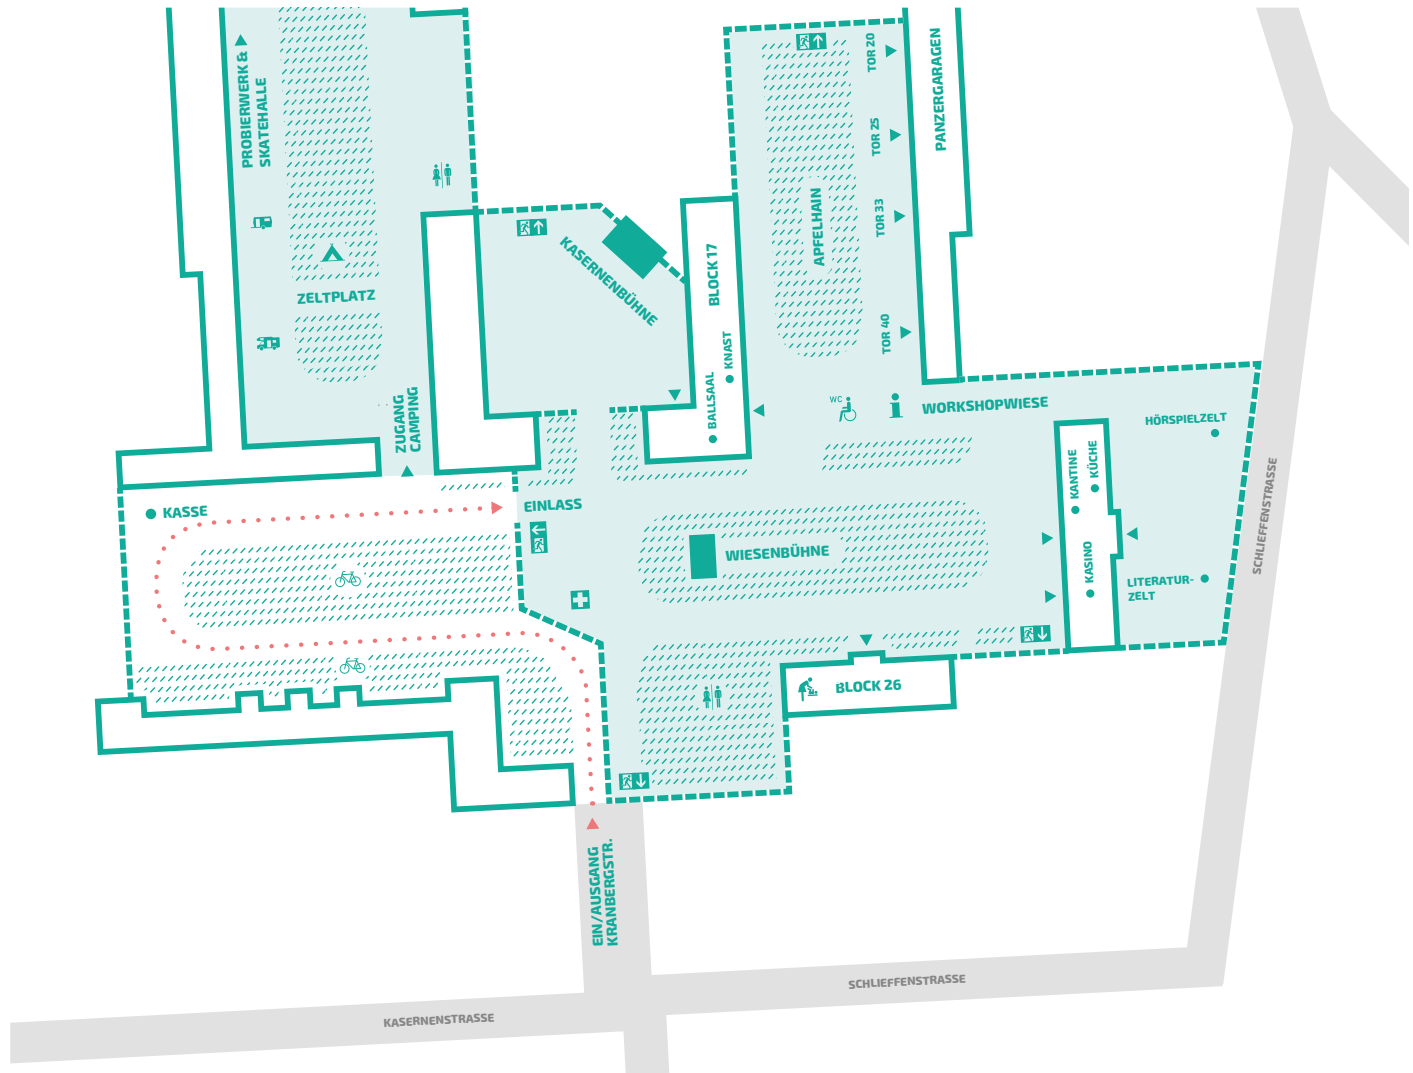 PROBIERWERK &
SKATEHALLE
ZELTPLATZ
ZUGANG
CAMPING
KASERNENBÜHNE
BLOCK 17
KNAST
BALLSAAL
APFELHAIN
TOR 20
TOR 25
TOR 33
TOR 40
PANZERGARAGEN
WC
WORKSHOPWIESE
HÖRSPIELZELT
KANTINE
KÜCHE
KASINO
LITERATUR-
ZELT
SCHLIEFFENSTRASSE
KASSE
EINLASS
WIESENBÜHNE
BLOCK 26
EIN/AUSGANG
KRANBERGSTR.
SCHLIEFFENSTRASSE
KASERNENSTRASSE